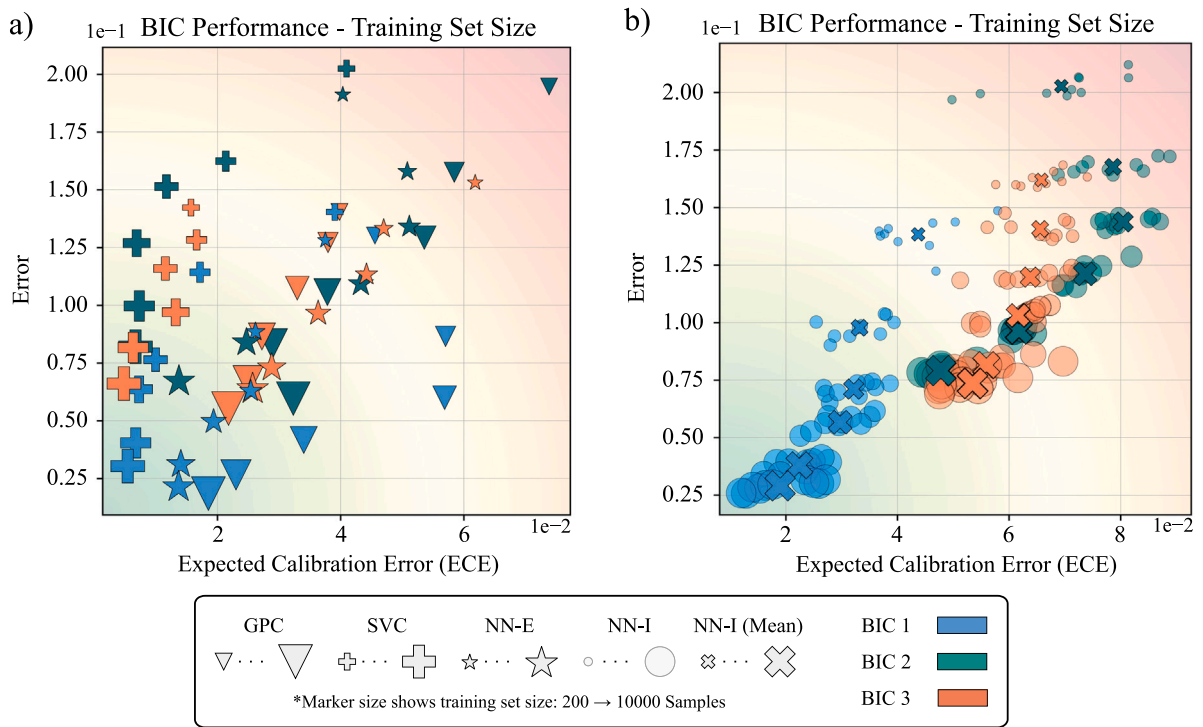 a)
BIC Performance - Training Set Size
1e−1
2.00
1.75
1.50
1.25
1.00
0.75
0.50
0.25
Error
2
4
6
1e−2
Expected Calibration Error (ECE)
b)
BIC Performance - Training Set Size
1e−1
2.00
1.75
1.50
1.25
1.00
0.75
0.50
0.25
Error
2
4
6
8
1e−2
Expected Calibration Error (ECE)
GPC SVC NN-E NN-I NN-I (Mean)
*Marker size shows training set size: 200 → 10000 Samples
BIC 1
BIC 2
BIC 3